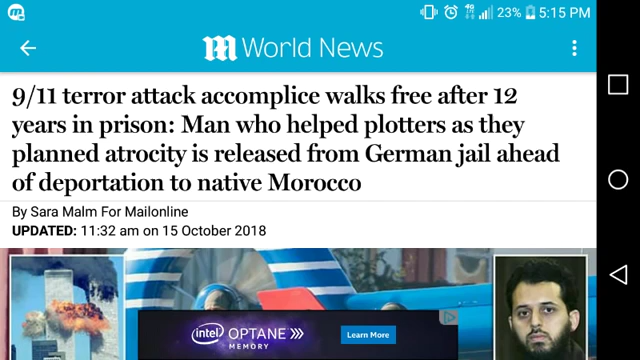 23% 5:15 PM
m World News
9/11 terror attack accomplice walks free after 12
years in prison: Man who helped plotters as they
planned atrocity is released from German jail ahead
of deportation to native Morocco
By Sara Malm For Mailonline
UPDATED: 11:32 am on 15 October 2018
intel OPTANE
MEMORY
Learn More